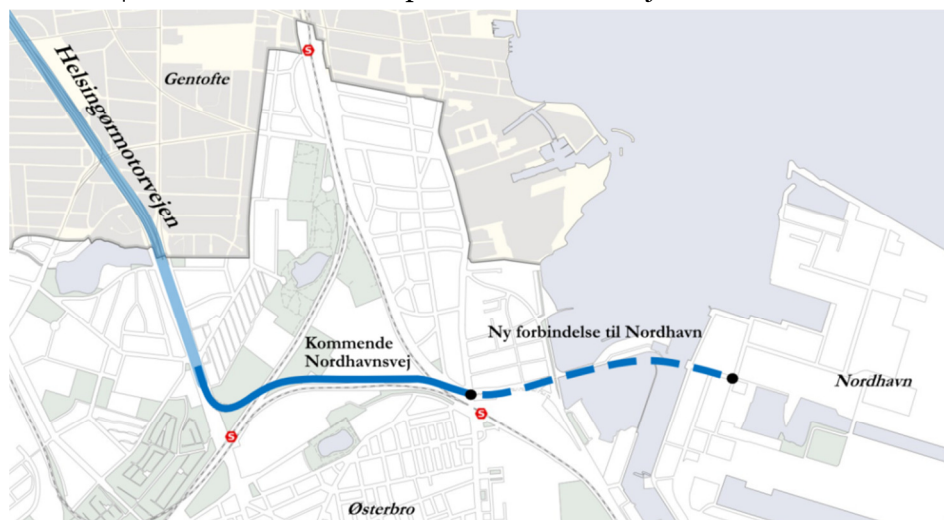 Helsingørmotorvejen
Gentofte
S
Ny forbindelse til Nordhavn
Kommende
Nordhavnsvej
Nordhavn
S
S
Østerbro